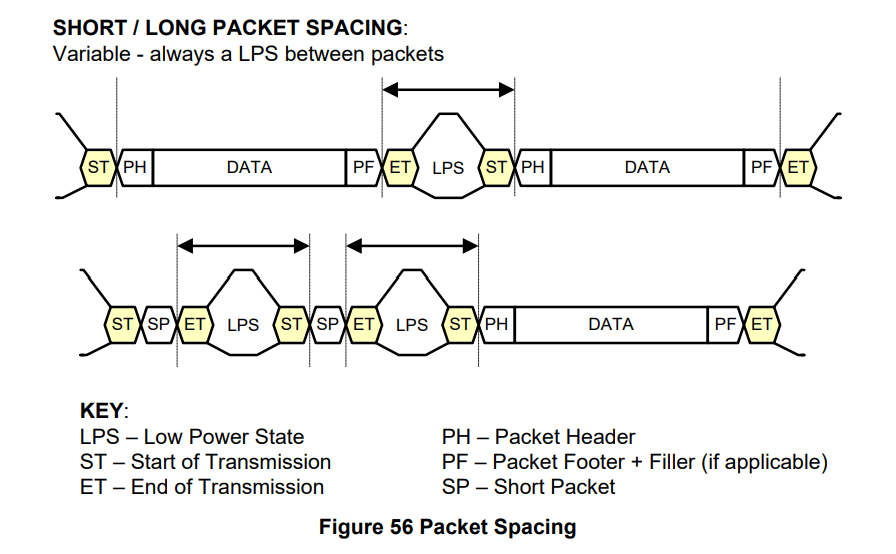 SHORT / LONG PACKET SPACING:
Variable - always a LPS between packets
ST PH DATA PF ET LPS ST PH DATA PF ET
ST SP ET LPS ST SP ET LPS ST PH DATA PF ET
KEY:
LPS – Low Power State
ST – Start of Transmission
ET – End of Transmission
PH – Packet Header
PF – Packet Footer + Filler (if applicable)
SP – Short Packet
Figure 56 Packet Spacing